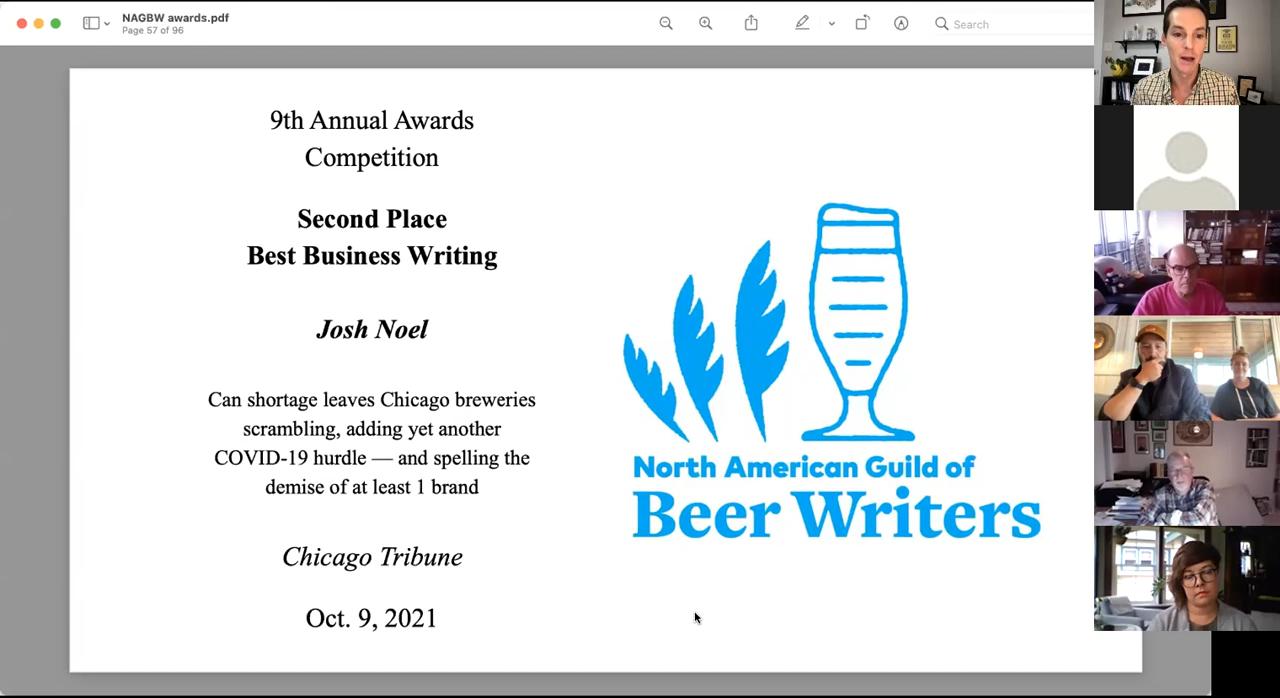 NAGBW awards.pdf
Page 57 of 96
Search
9th Annual Awards
Competition
Second Place
Best Business Writing
Josh Noel
Can shortage leaves Chicago breweries
scrambling, adding yet another
COVID-19 hurdle — and spelling the
demise of at least 1 brand
Chicago Tribune
Oct. 9, 2021
North American Guild of
Beer Writers